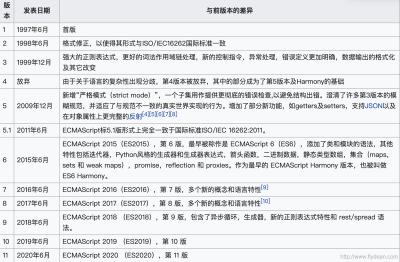 版本 发表日期 与前版本的差异
1 1997年6月 首版
2 1998年6月 格式修正，以使得其形式与ISO/IEC16262国际标准一致
3 1999年12月 强大的正则表达式，更好的词法作用域链处理，新的控制指令，异常处理，错误定义更加明确，数据输出的格式化
及其它改变
4 放弃 由于关于语言的复杂性出现分歧，第4版本被放弃，其中的部分成为了第5版本及Harmony的基础
5 2009年12月 新增“严格模式（strict mode）”，一个子集用作提供更彻底的错误检查,以避免结构出错。澄清了许多第3版本的模
糊规范，并适应了与规范不一致的真实世界实现的行为。增加了部分新功能，如getters及setters，支持JSON以及
在对象属性上更完整的反射[4][5][6][7][8]
5.1 2011年6月 ECMAScript标5.1版形式上完全一致于国际标准ISO/IEC 16262:2011。
6 2015年6月 ECMAScript 2015（ES2015），第 6 版，最早被称作是 ECMAScript 6（ES6），添加了类和模块的语法，其他
特性包括迭代器，Python风格的生成器和生成器表达式，箭头函数，二进制数据，静态类型数组，集合（maps，
sets 和 weak maps），promise，reflection 和 proxies。作为最早的 ECMAScript Harmony 版本，也被叫做
ES6 Harmony。
7 2016年6月 ECMAScript 2016（ES2016），第 7 版，多个新的概念和语言特性[9]
8 2017年6月 ECMAScript 2017（ES2017），第 8 版，多个新的概念和语言特性[10]
9 2018年6月 ECMAScript 2018 （ES2018），第 9 版，包含了异步循环，生成器，新的正则表达式特性和 rest/spread 语
法。
10 2019年6月 ECMAScript 2019 （ES2019），第 10 版
11 2020年6月 ECMAScript 2020 （ES2020），第 11 版
http://www.flydean.com